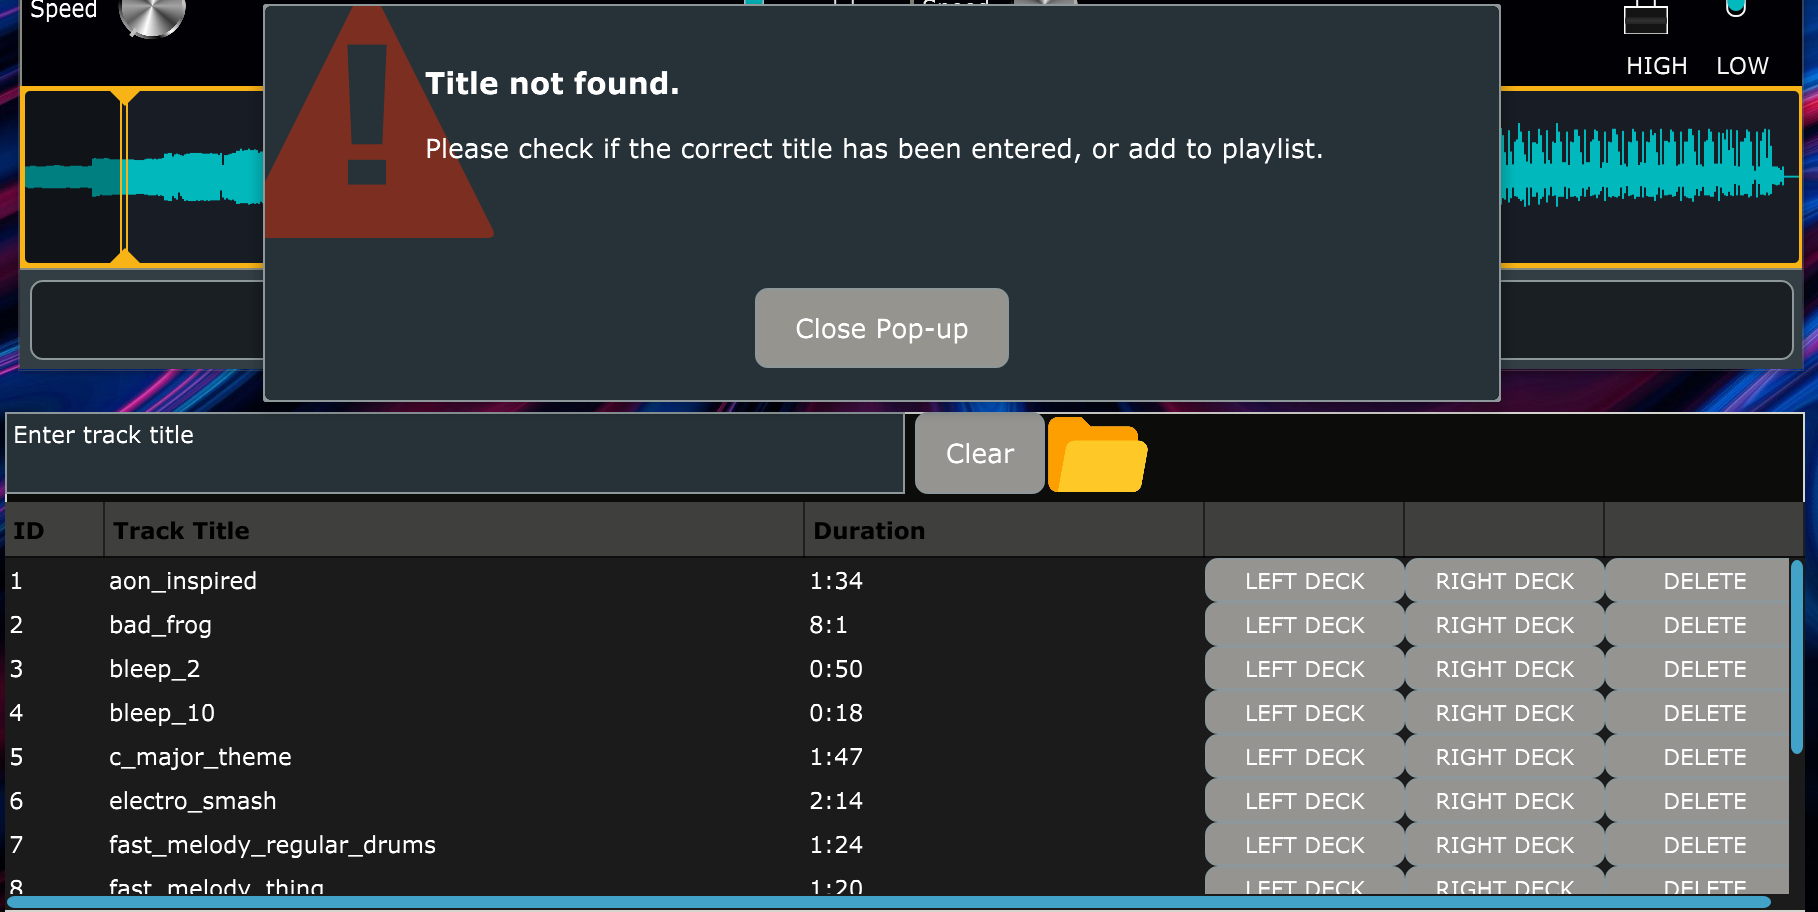 Speed
HIGH LOW
Title not found.
Please check if the correct title has been entered, or add to playlist.
Close Pop-up
Enter track title
Clear
ID Track Title Duration
1 aon_inspired 1:34 LEFT DECK RIGHT DECK DELETE
2 bad_frog 8:1 LEFT DECK RIGHT DECK DELETE
3 bleep_2 0:50 LEFT DECK RIGHT DECK DELETE
4 bleep_10 0:18 LEFT DECK RIGHT DECK DELETE
5 c_major_theme 1:47 LEFT DECK RIGHT DECK DELETE
6 electro_smash 2:14 LEFT DECK RIGHT DECK DELETE
7 fast_melody_regular_drums 1:24 LEFT DECK RIGHT DECK DELETE
8 fast_melody_thing 1:20 LEFT DECK RIGHT DECK DELETE